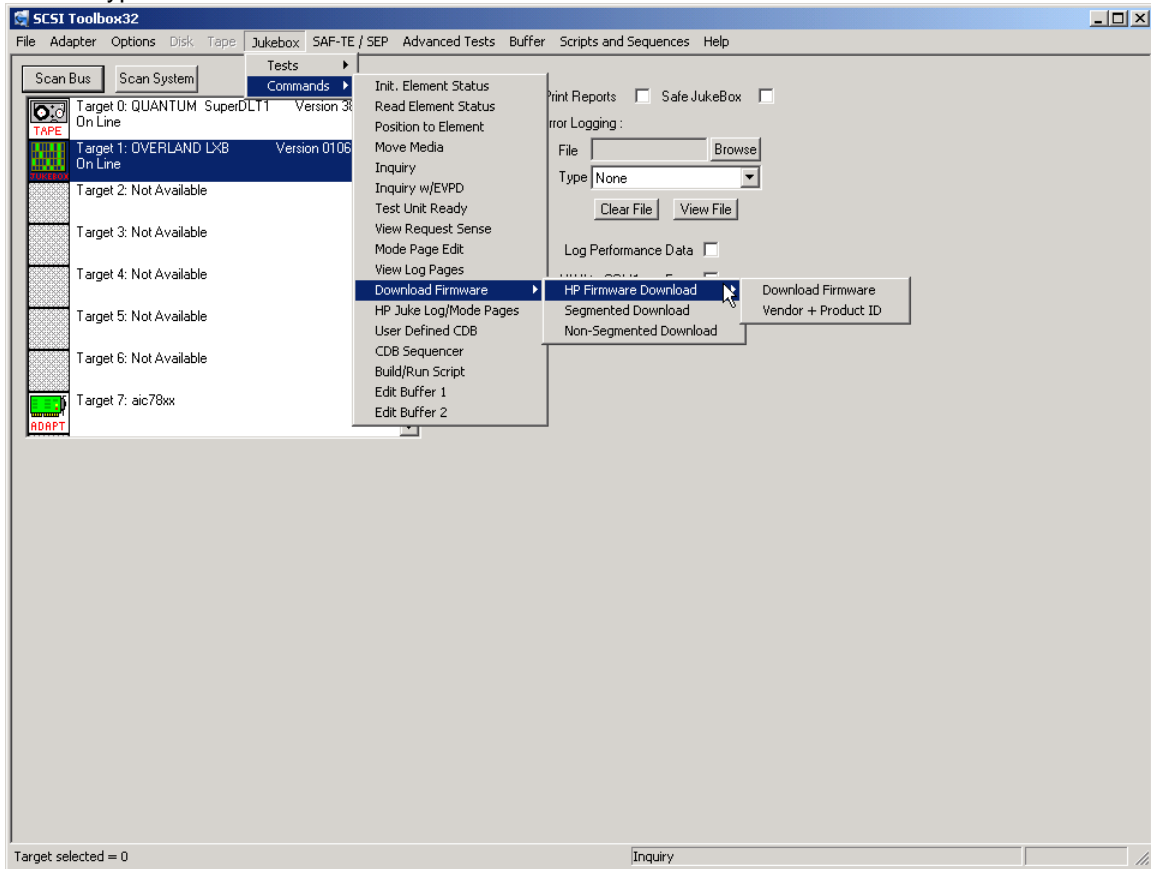 SCSI Toolbox32
File Adapter Options Disk Tape Jukebox SAF-TE / SEP Advanced Tests Buffer Scripts and Sequences Help
Scan Bus Scan System
Tests
Commands
Init. Element Status
Read Element Status
Position to Element
Move Media
Inquiry
Inquiry w/EVPD
Test Unit Ready
View Request Sense
Mode Page Edit
View Log Pages
Download Firmware
HP Juke Log/Mode Pages
User Defined CDB
CDB Sequencer
Build/Run Script
Edit Buffer 1
Edit Buffer 2
HP Firmware Download
Segmented Download
Non-Segmented Download
Download Firmware
Vendor + Product ID
TAPE
Target 0: QUANTUM SuperDLT1 Version 38
On Line
JUKEBOX
Target 1: OVERLAND LXB Version 0106
On Line
Target 2: Not Available
Target 3: Not Available
Target 4: Not Available
Target 5: Not Available
Target 6: Not Available
ADAPT
Target 7: aic78xx
Print Reports Safe JukeBox
rror Logging :
File Browse
Type None
Clear File View File
Log Performance Data
Target selected = 0 Inquiry